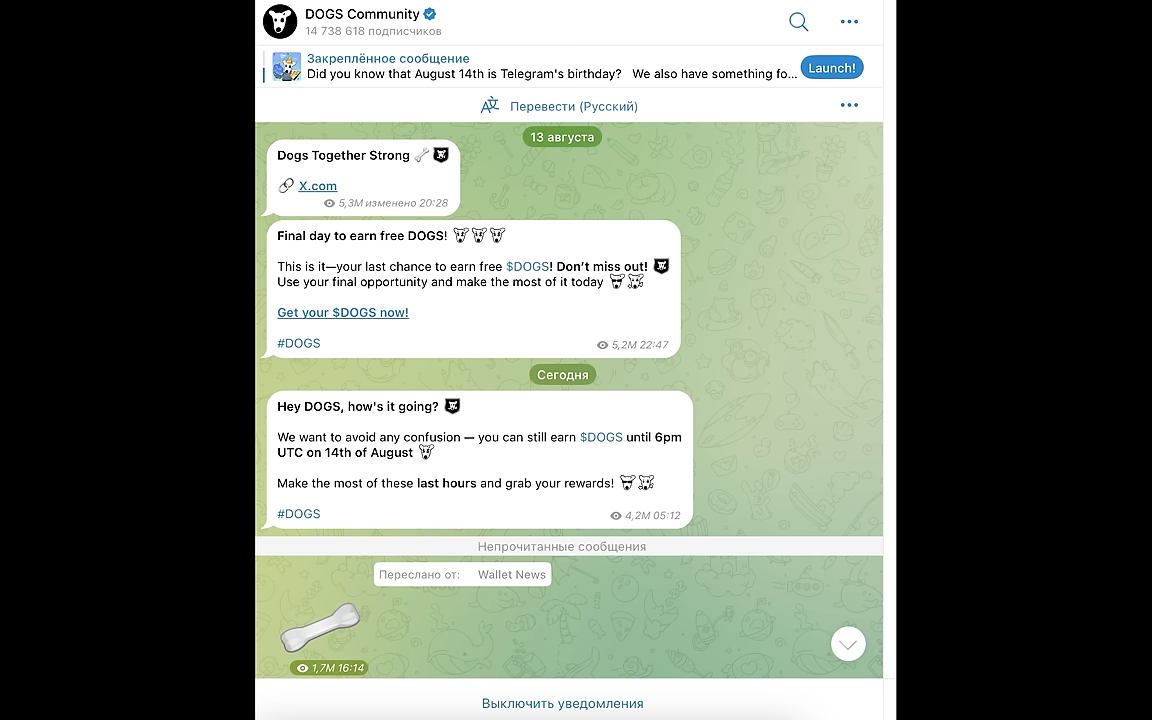 DOGS Community
14 738 618 подписчиков
Закреплённое сообщение
Did you know that August 14th is Telegram's birthday? We also have something fo...
Launch!
Перевести (Русский)
13 августа
Dogs Together Strong
X.com
5,3M изменено 20:28
Final day to earn free DOGS!
This is it—your last chance to earn free $DOGS! Don't miss out!
Use your final opportunity and make the most of it today
Get your $DOGS now!
#DOGS
5,2M 22:47
Сегодня
Hey DOGS, how's it going?
We want to avoid any confusion — you can still earn $DOGS until 6pm
UTC on 14th of August
Make the most of these last hours and grab your rewards!
#DOGS
4,2M 05:12
Непрочитанные сообщения
Переслано от: Wallet News
1,7M 16:14
Выключить уведомления